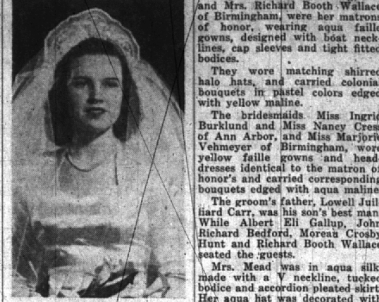 and Mrs. Richard Booth Wallace
of Birmingham, were her matrons
of honor, wearing aqua faille
gowns, designed with boat neck-
lines, cap sleeves and tight fitted
bodices.
They wore matching shirred
halo hats, and carried colonial
bouquets in pastel colors edged
with yellow maline.
The bridesmaids Miss Ingrid
Burklund and Miss Nancy Cress
of Ann Arbor, and Miss Marjorie
Vehmeyer of Birmingham, wore
yellow faille gowns and head-
dresses identical to the matron of
honor's and carried corresponding
bouquets edged with aqua maline.
The groom's father, Lowell Juil-
liard Carr, was his son's best man.
While Albert Eli Gallup, John
Richard Bedford, Moreau Crosby
Hunt and Richard Booth Wallace
seated the guests.
Mrs. Mead was in aqua silk
made with a V neckline, tucked
bodice and accordion pleated skirt.
Her aqua hat was decorated with